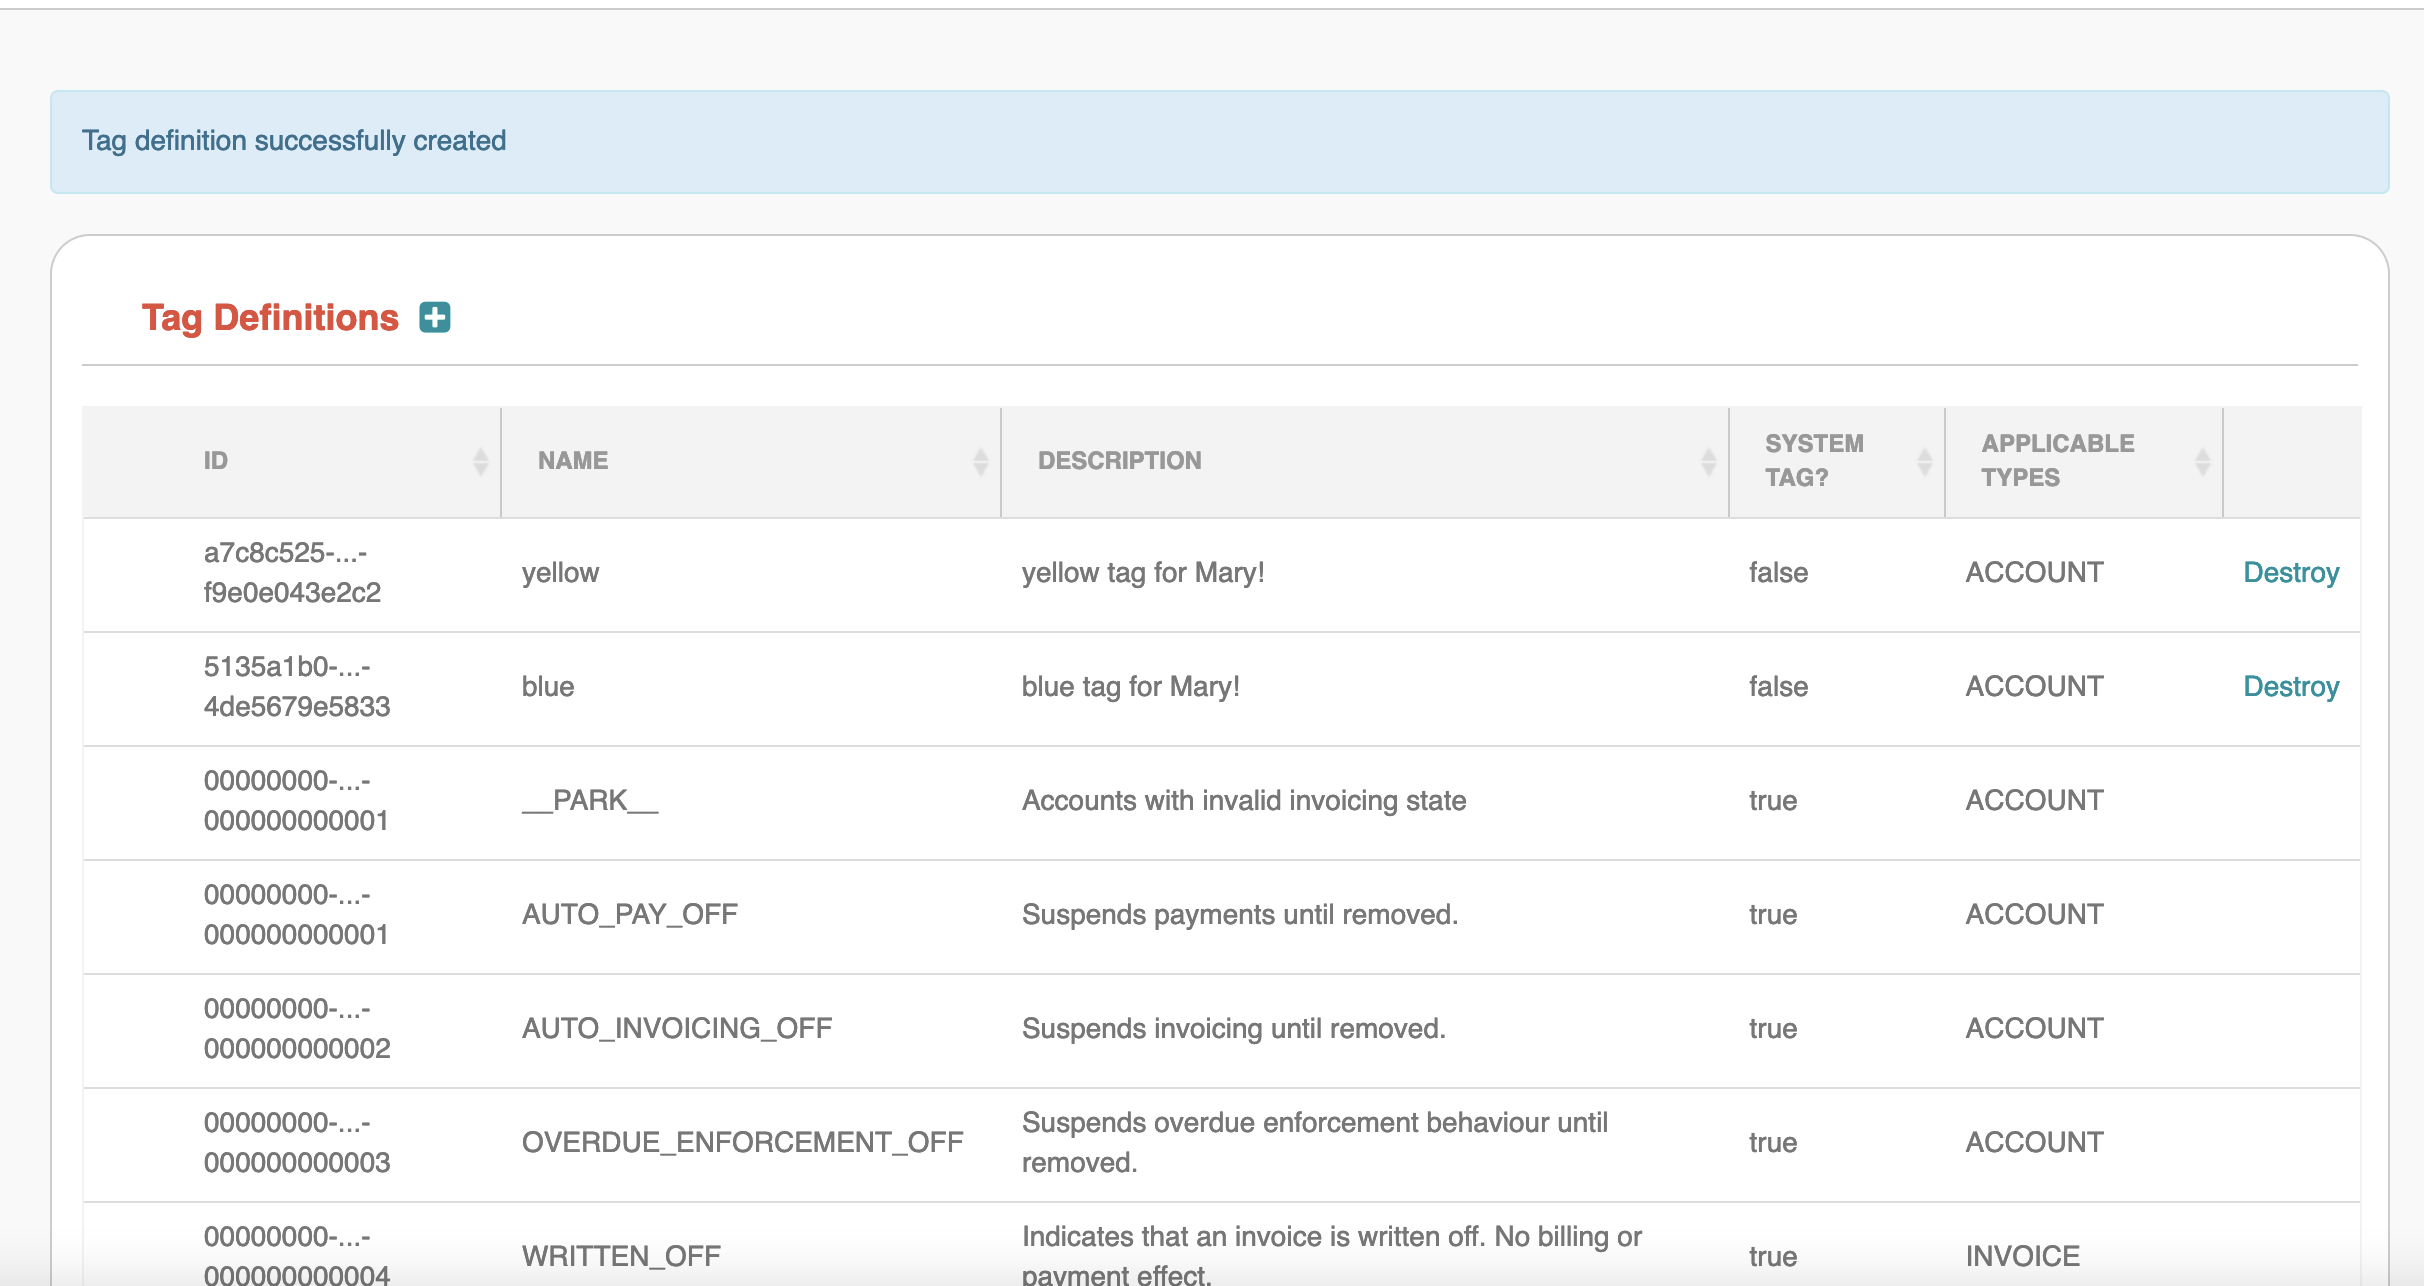 Tag definition successfully created
Tag Definitions
ID NAME DESCRIPTION SYSTEM TAG? APPLICABLE TYPES
a7c8c525-...-
f9e0e043e2c2 yellow yellow tag for Mary! false ACCOUNT Destroy
5135a1b0-...-
4de5679e5833 blue blue tag for Mary! false ACCOUNT Destroy
00000000-...-
000000000001 __PARK__ Accounts with invalid invoicing state true ACCOUNT
00000000-...-
000000000001 AUTO_PAY_OFF Suspends payments until removed. true ACCOUNT
00000000-...-
000000000002 AUTO_INVOICING_OFF Suspends invoicing until removed. true ACCOUNT
00000000-...-
000000000003 OVERDUE_ENFORCEMENT_OFF Suspends overdue enforcement behaviour until
removed. true ACCOUNT
00000000-...-
000000000004 WRITTEN_OFF Indicates that an invoice is written off. No billing or
payment effect. true INVOICE